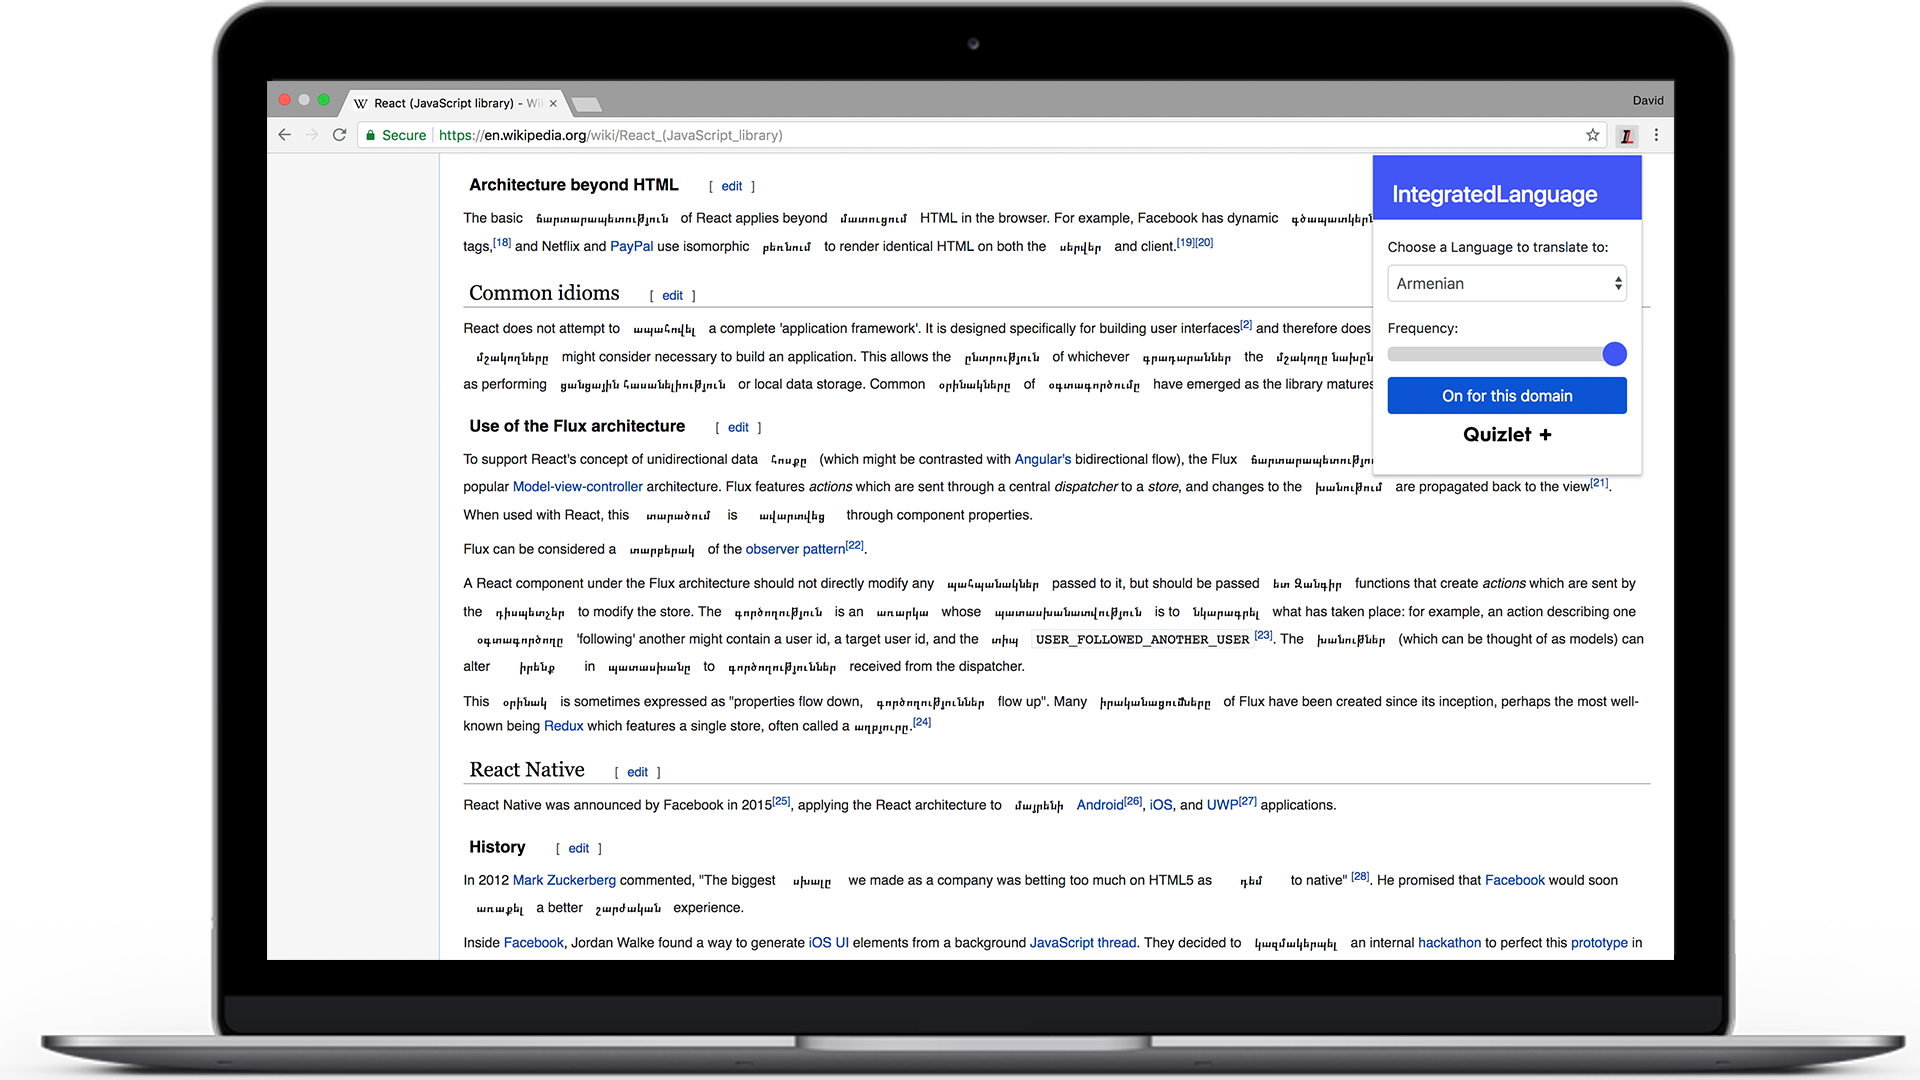 React (JavaScript library) - Wi
David
Secure https://en.wikipedia.org/wiki/React_(JavaScript_library)
IL
IntegratedLanguage
Choose a Language to translate to:
Armenian
Frequency:
On for this domain
Quizlet +
Architecture beyond HTML [ edit ]
The basic ճարտարապետություն of React applies beyond մատուցում HTML in the browser. For example, Facebook has dynamic
tags,[18] and Netflix and PayPal use isomorphic բեռնում to render identical HTML on both the սերվեր and client.[19][20]
Common idioms [ edit ]
React does not attempt to ապահովել a complete 'application framework'. It is designed specifically for building user interfaces[2] and therefore does
մշակողները might consider necessary to build an application. This allows the ընտրություն of whichever գրադարաններ the մշակողը
as performing ցանցային հասանելիություն or local data storage. Common օրինակները of օգտագործումը have emerged as the library matures
Use of the Flux architecture [ edit ]
To support React's concept of unidirectional data հոսքը (which might be contrasted with Angular's bidirectional flow), the Flux
popular Model-view-controller architecture. Flux features actions which are sent through a central dispatcher to a store, and changes to the խանութում are propagated back to the view[21].
When used with React, this տարածում is ավարտվեց through component properties.
Flux can be considered a տարբերակ of the observer pattern[22].
A React component under the Flux architecture should not directly modify any պահպանակներ passed to it, but should be passed ետ Զանգիր functions that create actions which are sent by
the դիսպետչեր to modify the store. The գործողություն is an առարկա whose պատասխանատվություն is to նկարագրել what has taken place: for example, an action describing one
օգտագործողը 'following' another might contain a user id, a target user id, and the տիպ USER_FOLLOWED_ANOTHER_USER [23]. The խանութներ (which can be thought of as models) can
alter իրենք in պատասխանը to գործողություններ received from the dispatcher.
This օրինակ is sometimes expressed as "properties flow down, գործողություններ flow up". Many իրականացումները of Flux have been created since its inception, perhaps the most well-
known being Redux which features a single store, often called a աղբյուրը.[24]
React Native [ edit ]
React Native was announced by Facebook in 2015[25], applying the React architecture to մայրենի Android[26], iOS, and UWP[27] applications.
History [ edit ]
In 2012 Mark Zuckerberg commented, "The biggest սխալը we made as a company was betting too much on HTML5 as դեմ to native" [28]. He promised that Facebook would soon
առաքել a better շարժական experience.
Inside Facebook, Jordan Walke found a way to generate iOS UI elements from a background JavaScript thread. They decided to կազմակերպել an internal hackathon to perfect this prototype in